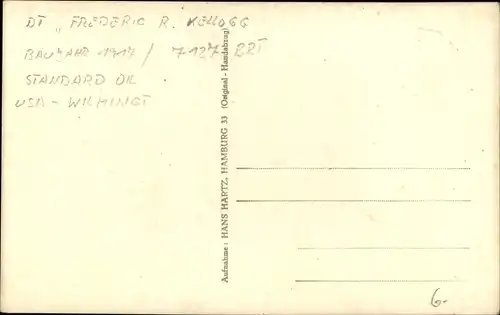 DT „FREDERIC R. KELLOGG
BAUJAHR 1917 / 7127 BRT
STANDARD OIL
USA - WILMINGT
Aufnahme: HANS HARTZ, HAMBURG 33 (Original-Handabzug)
6.-